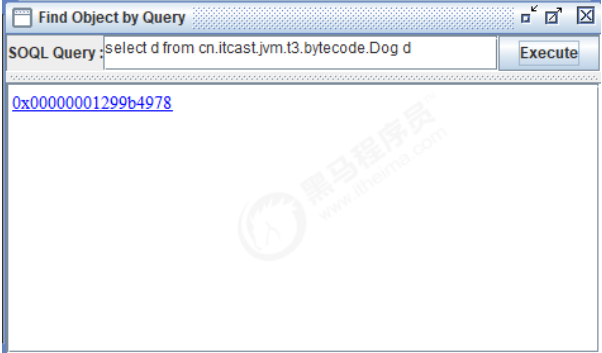 Find Object by Query
SOQL Query : select d from cn.itcast.jvm.t3.bytecode.Dog d Execute
0x00000001299b4978
黑马程序员
www.itheima.com